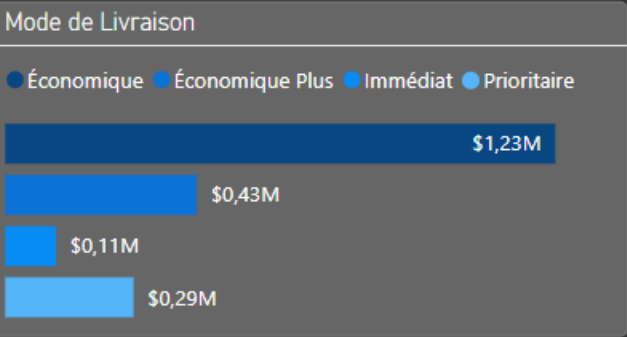 Mode de Livraison
Économique Économique Plus Immédiat Prioritaire
$1,23M
$0,43M
$0,11M
$0,29M